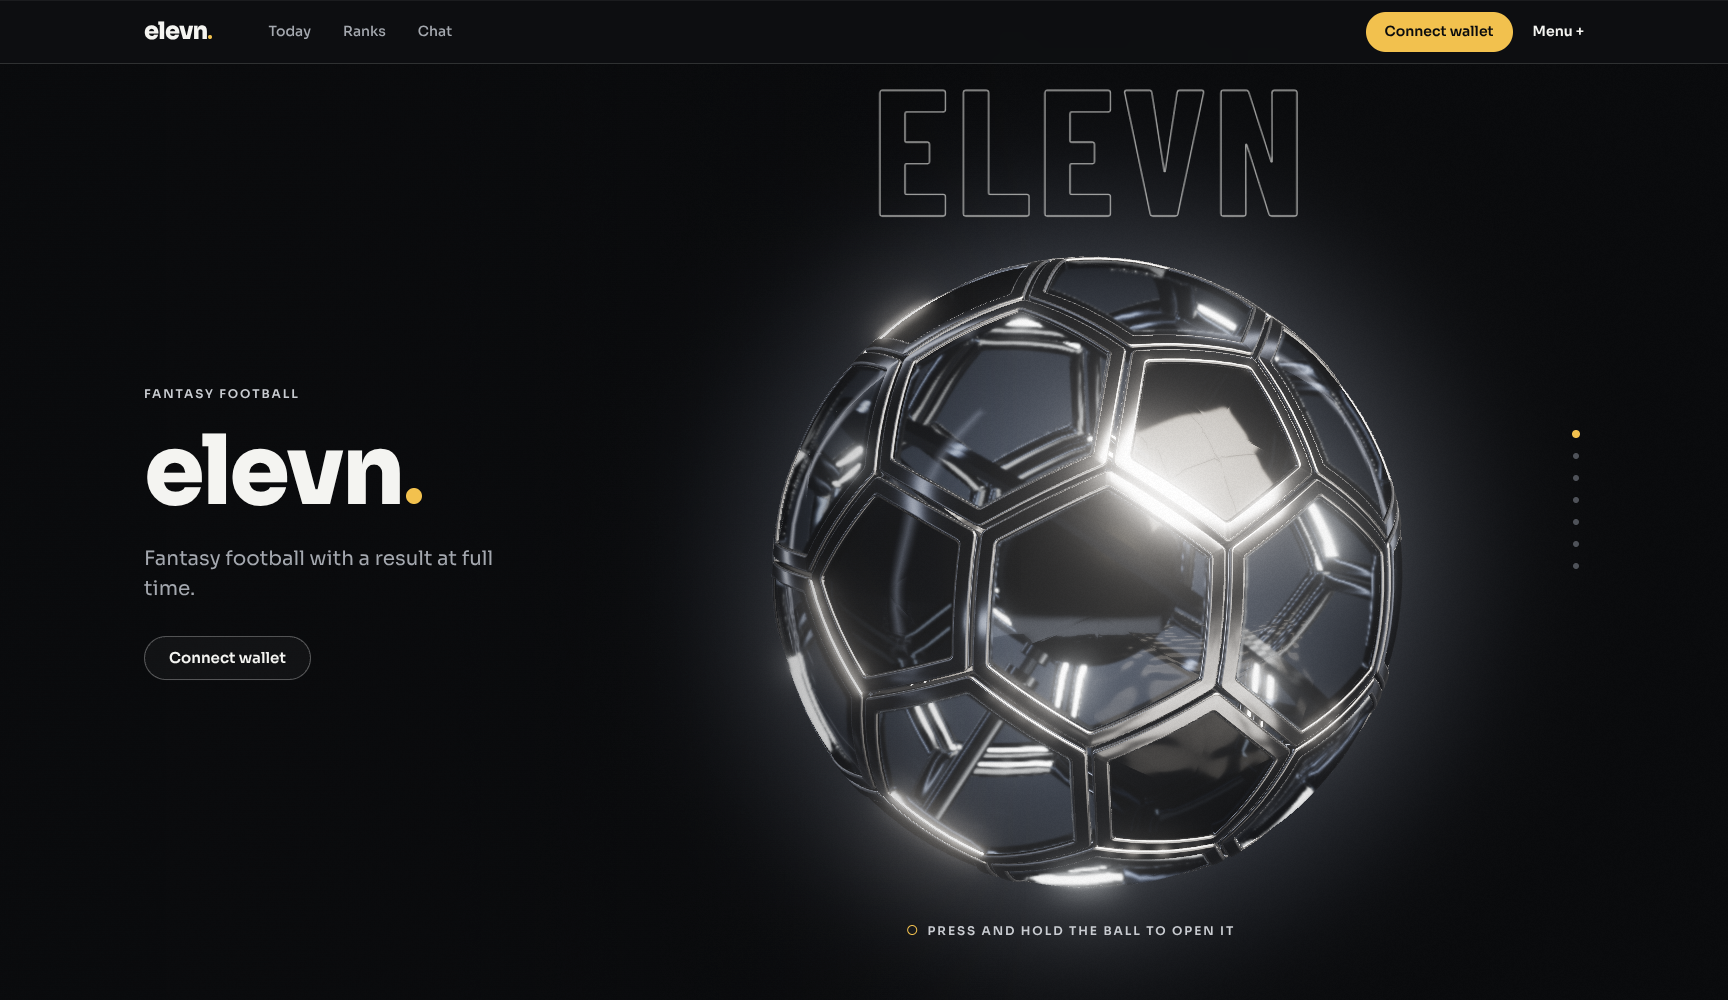 elevn.
Today
Ranks
Chat
Connect wallet
Menu +
ELEVN
FANTASY FOOTBALL
elevn.
Fantasy football with a result at full
time.
Connect wallet
PRESS AND HOLD THE BALL TO OPEN IT